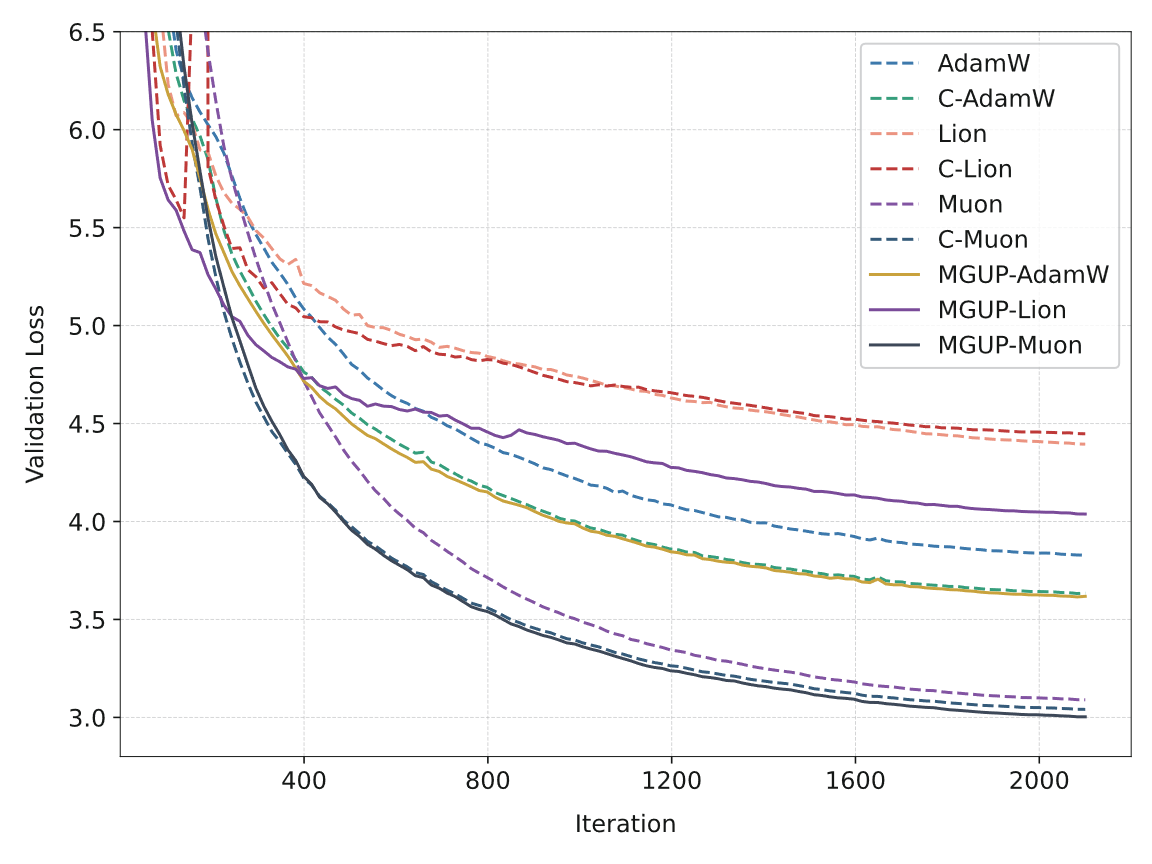 6.5
6.0
5.5
5.0
4.5
4.0
3.5
3.0
Validation Loss
400
800
1200
1600
2000
Iteration
AdamW
C-AdamW
Lion
C-Lion
Muon
C-Muon
MGUP-AdamW
MGUP-Lion
MGUP-Muon